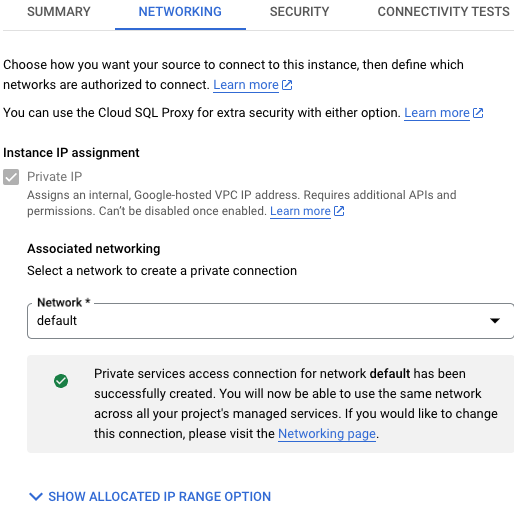 SUMMARY NETWORKING SECURITY CONNECTIVITY TESTS
Choose how you want your source to connect to this instance, then define which
networks are authorized to connect. Learn more
You can use the Cloud SQL Proxy for extra security with either option. Learn more
Instance IP assignment
Private IP
Assigns an internal, Google-hosted VPC IP address. Requires additional APIs and
permissions. Can't be disabled once enabled. Learn more
Associated networking
Select a network to create a private connection
Network *
default
Private services access connection for network default has been
successfully created. You will now be able to use the same network
across all your project's managed services. If you would like to change
this connection, please visit the Networking page.
SHOW ALLOCATED IP RANGE OPTION